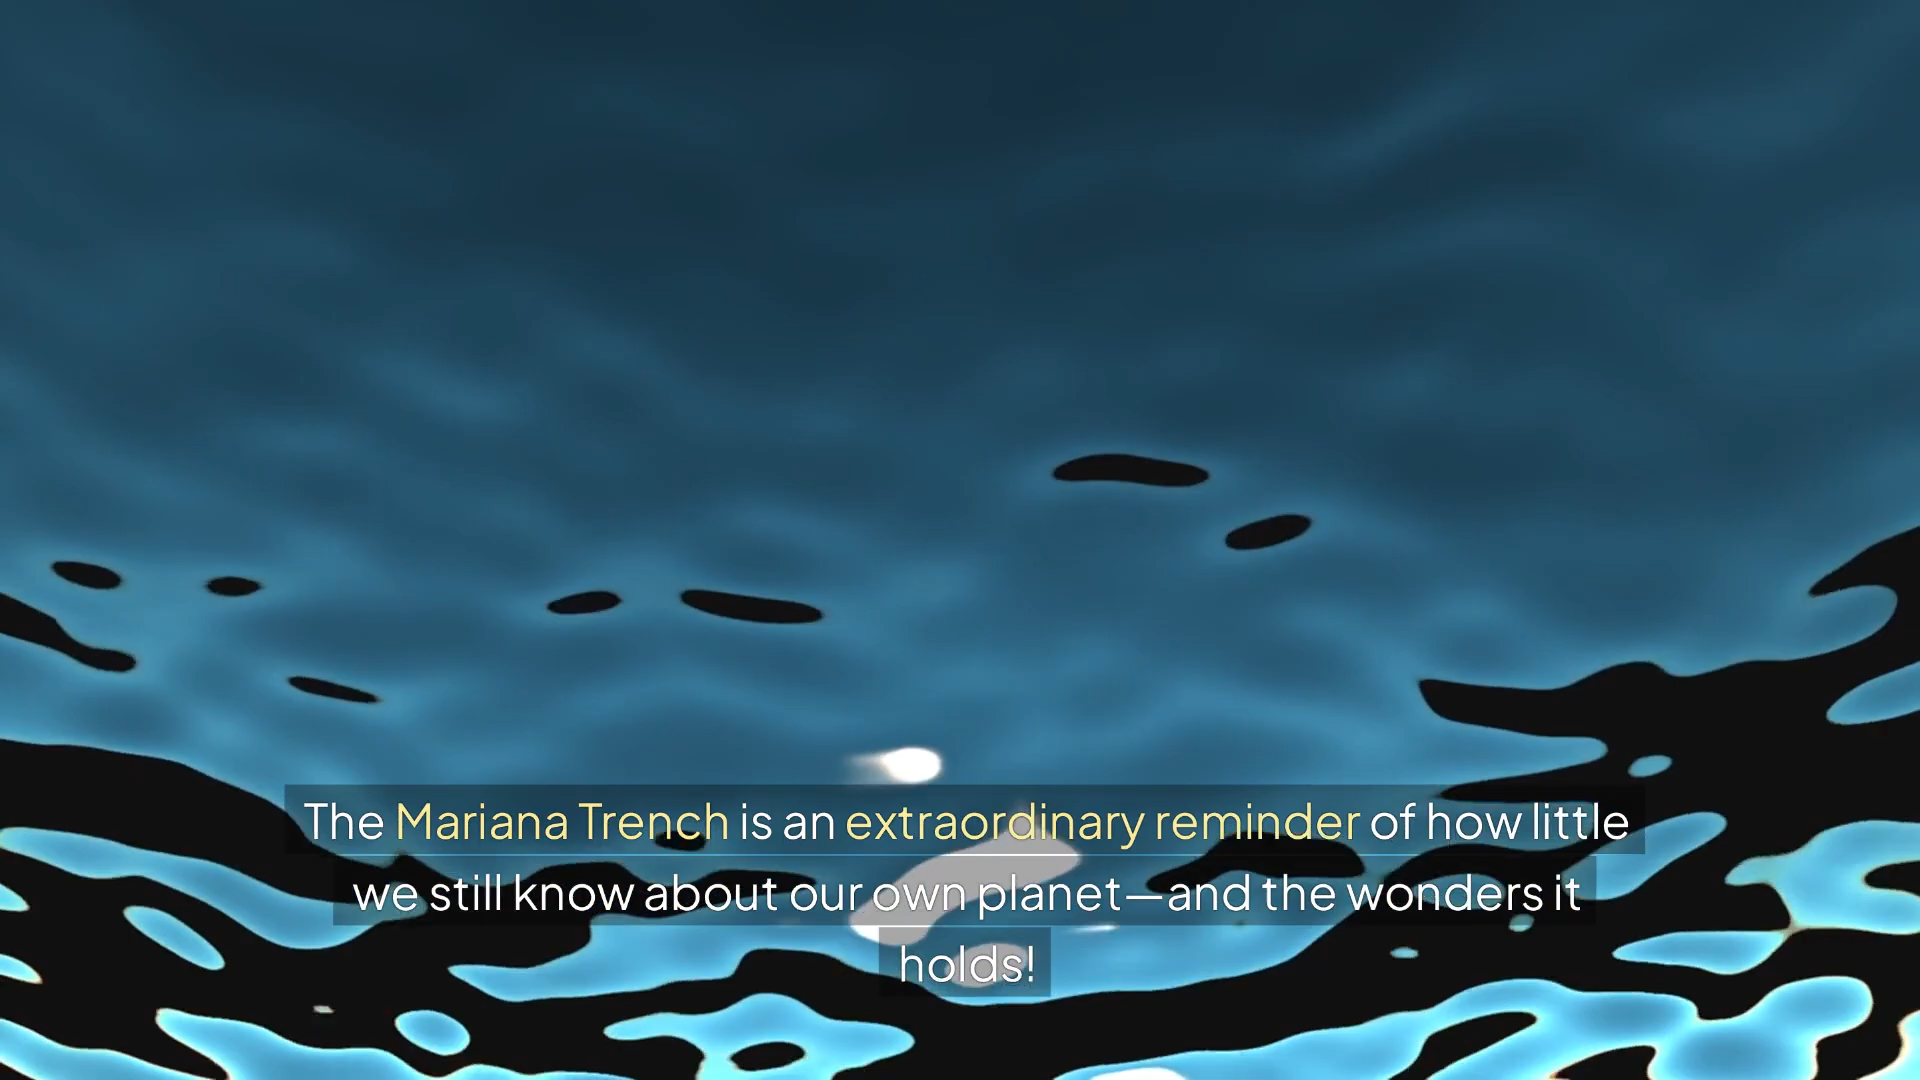 The Mariana Trench is an extraordinary reminder of how little
we still know about our own planet—and the wonders it
holds!